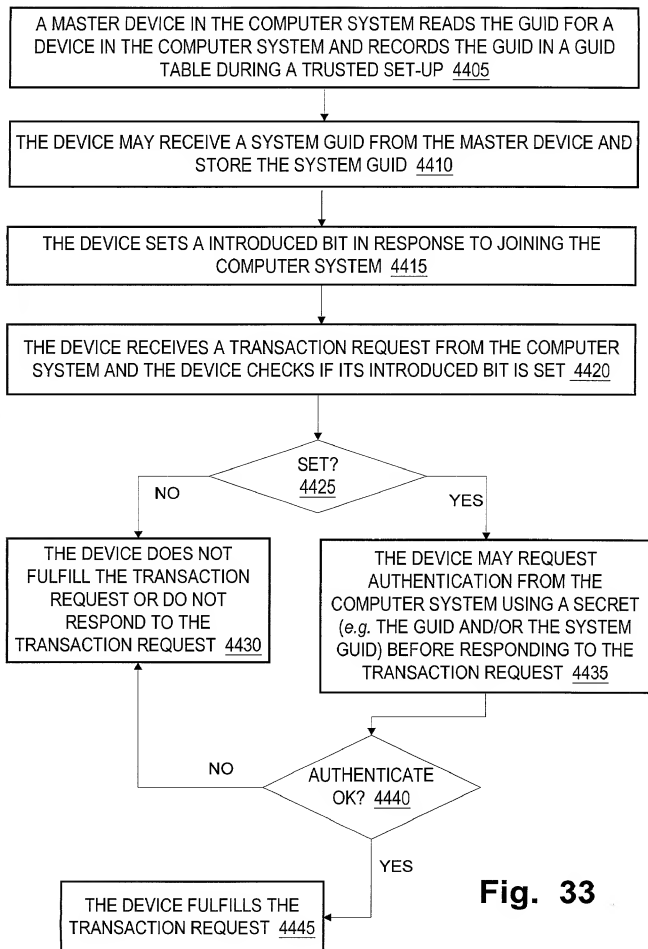 A MASTER DEVICE IN THE COMPUTER SYSTEM READS THE GUID FOR A
DEVICE IN THE COMPUTER SYSTEM AND RECORDS THE GUID IN A GUID
TABLE DURING A TRUSTED SET-UP 4405
THE DEVICE MAY RECEIVE A SYSTEM GUID FROM THE MASTER DEVICE AND
STORE THE SYSTEM GUID 4410
THE DEVICE SETS A INTRODUCED BIT IN RESPONSE TO JOINING THE
COMPUTER SYSTEM 4415
THE DEVICE RECEIVES A TRANSACTION REQUEST FROM THE COMPUTER
SYSTEM AND THE DEVICE CHECKS IF ITS INTRODUCED BIT IS SET 4420
SET?
4425
NO
YES
THE DEVICE DOES NOT
FULFILL THE TRANSACTION
REQUEST OR DO NOT
RESPOND TO THE
TRANSACTION REQUEST 4430
THE DEVICE MAY REQUEST
AUTHENTICATION FROM THE
COMPUTER SYSTEM USING A SECRET
(e.g. THE GUID AND/OR THE SYSTEM
GUID) BEFORE RESPONDING TO THE
TRANSACTION REQUEST 4435
NO
AUTHENTICATE
OK? 4440
YES
THE DEVICE FULFILLS THE
TRANSACTION REQUEST 4445
Fig. 33